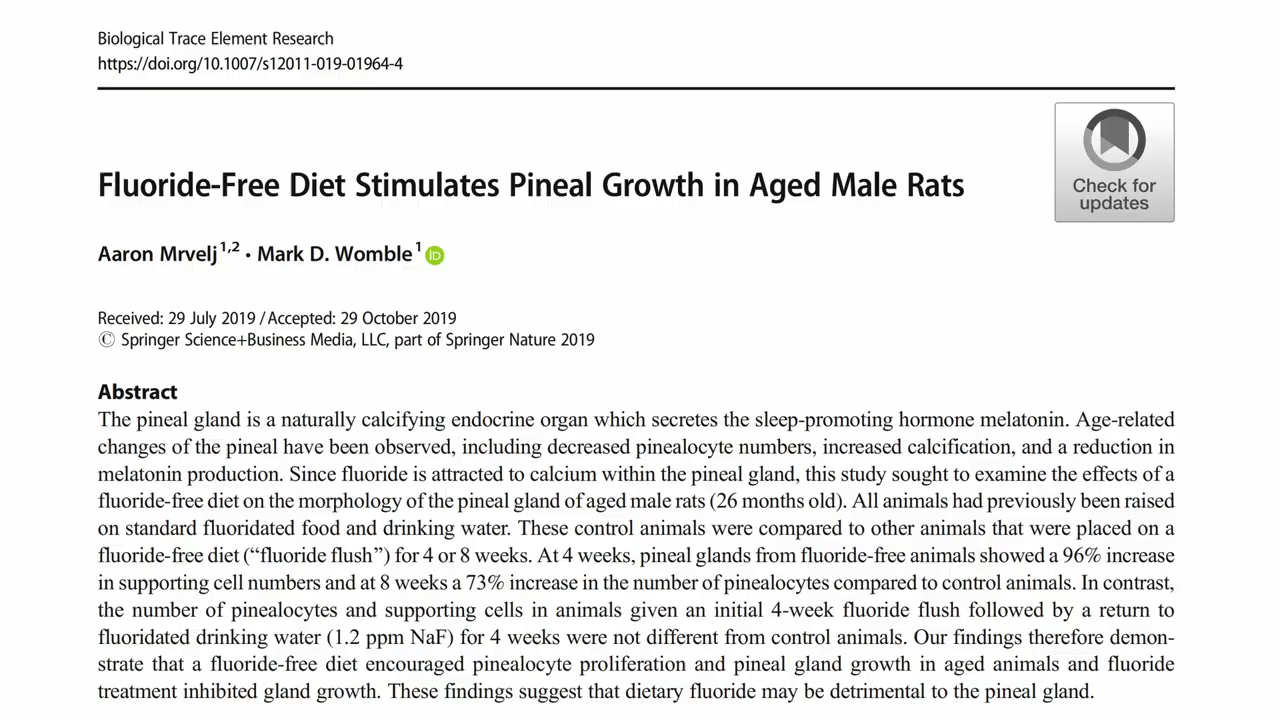 Biological Trace Element Research
https://doi.org/10.1007/s12011-019-01964-4
Check for
updates
Fluoride-Free Diet Stimulates Pineal Growth in Aged Male Rats
Aaron Mrvelj1,2 • Mark D. Womble1 iD
Received: 29 July 2019 / Accepted: 29 October 2019
© Springer Science+Business Media, LLC, part of Springer Nature 2019
Abstract
The pineal gland is a naturally calcifying endocrine organ which secretes the sleep-promoting hormone melatonin. Age-related
changes of the pineal have been observed, including decreased pinealocyte numbers, increased calcification, and a reduction in
melatonin production. Since fluoride is attracted to calcium within the pineal gland, this study sought to examine the effects of a
fluoride-free diet on the morphology of the pineal gland of aged male rats (26 months old). All animals had previously been raised
on standard fluoridated food and drinking water. These control animals were compared to other animals that were placed on a
fluoride-free diet (“fluoride flush”) for 4 or 8 weeks. At 4 weeks, pineal glands from fluoride-free animals showed a 96% increase
in supporting cell numbers and at 8 weeks a 73% increase in the number of pinealocytes compared to control animals. In contrast,
the number of pinealocytes and supporting cells in animals given an initial 4-week fluoride flush followed by a return to
fluoridated drinking water (1.2 ppm NaF) for 4 weeks were not different from control animals. Our findings therefore demon-
strate that a fluoride-free diet encouraged pinealocyte proliferation and pineal gland growth in aged animals and fluoride
treatment inhibited gland growth. These findings suggest that dietary fluoride may be detrimental to the pineal gland.